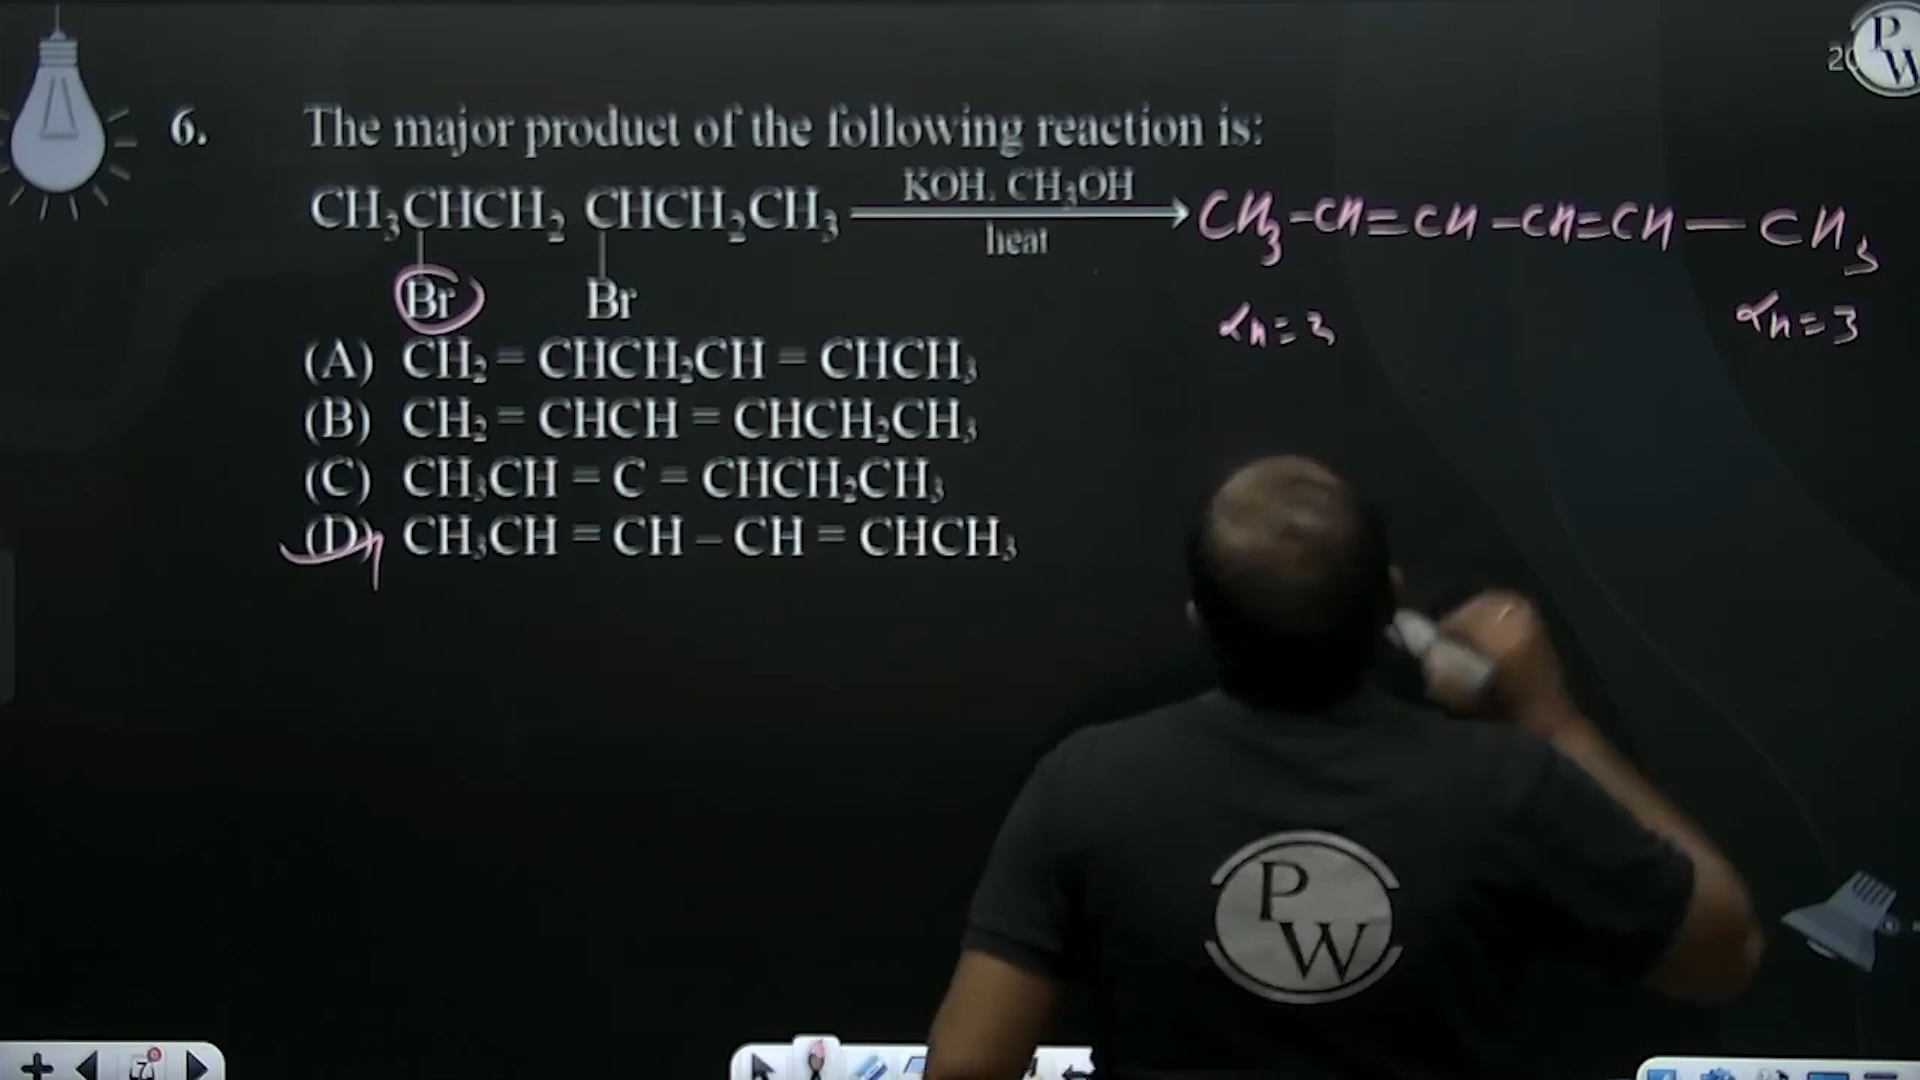 6. The major product of the following reaction is:
CH₃CHCH₂ CHCH₂CH₃ KOH. CH₃OH heat CH₃-CH=CH-CH=CH-CH₃
Br Br
αH=3 αH=3
(A) CH₂ = CHCH₂CH = CHCH₃
(B) CH₂ = CHCH = CHCH₂CH₃
(C) CH₃CH = C = CHCH₂CH₃
(D) CH₃CH = CH – CH = CHCH₃
P
W
P
W